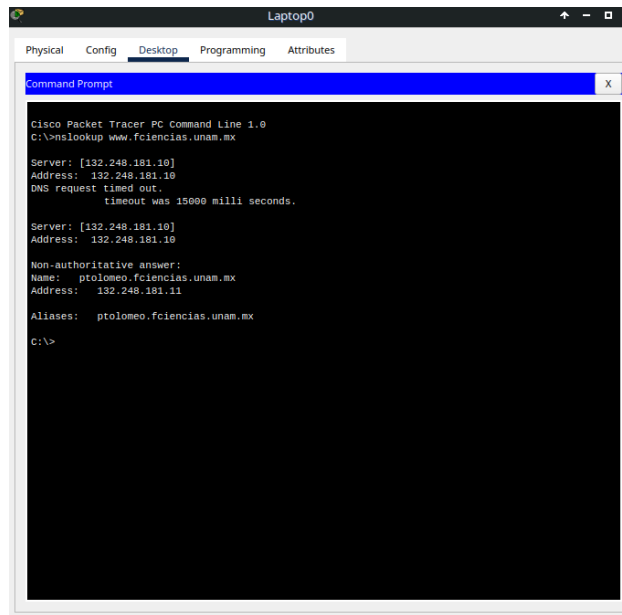 Laptop0
Physical Config Desktop Programming Attributes
Command Prompt
X
Cisco Packet Tracer PC Command Line 1.0
C:\>nslookup www.fciencias.unam.mx
Server: [132.248.181.10]
Address: 132.248.181.10
DNS request timed out.
timeout was 15000 milli seconds.
Server: [132.248.181.10]
Address: 132.248.181.10
Non-authoritative answer:
Name: ptolomeo.fciencias.unam.mx
Address: 132.248.181.11
Aliases: ptolomeo.fciencias.unam.mx
C:\>